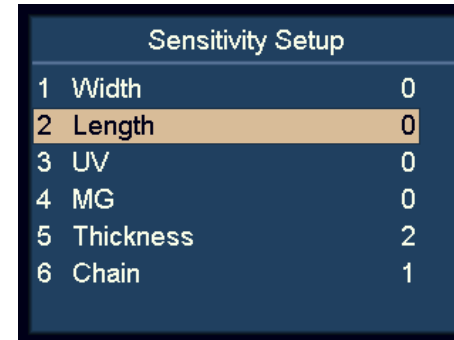 Sensitivity Setup
1 Width 0
2 Length 0
3 UV 0
4 MG 0
5 Thickness 2
6 Chain 1